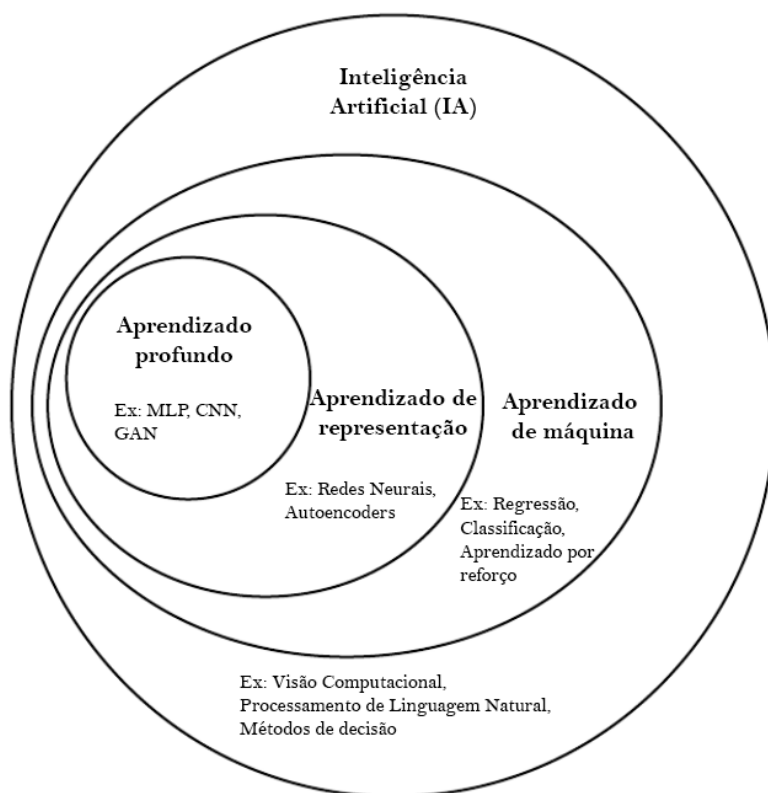 Inteligência
Artificial (IA)
Aprendizado
profundo
Ex: MLP, CNN,
GAN
Aprendizado de
representação
Ex: Redes Neurais,
Autoencoders
Aprendizado
de máquina
Ex: Regressão,
Classificação,
Aprendizado por
reforço
Ex: Visão Computacional,
Processamento de Linguagem Natural,
Métodos de decisão